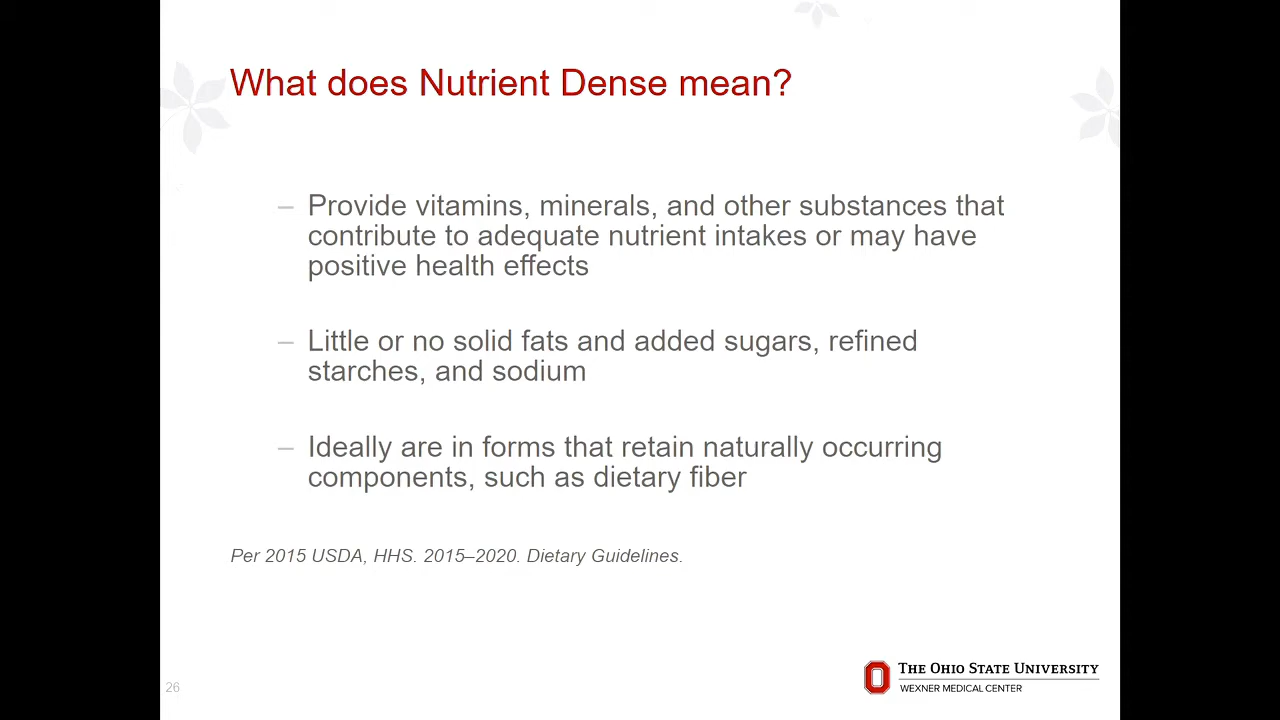 What does Nutrient Dense mean?
– Provide vitamins, minerals, and other substances that
contribute to adequate nutrient intakes or may have
positive health effects
– Little or no solid fats and added sugars, refined
starches, and sodium
– Ideally are in forms that retain naturally occurring
components, such as dietary fiber
Per 2015 USDA, HHS. 2015–2020. Dietary Guidelines.
THE OHIO STATE UNIVERSITY
WEXNER MEDICAL CENTER
26